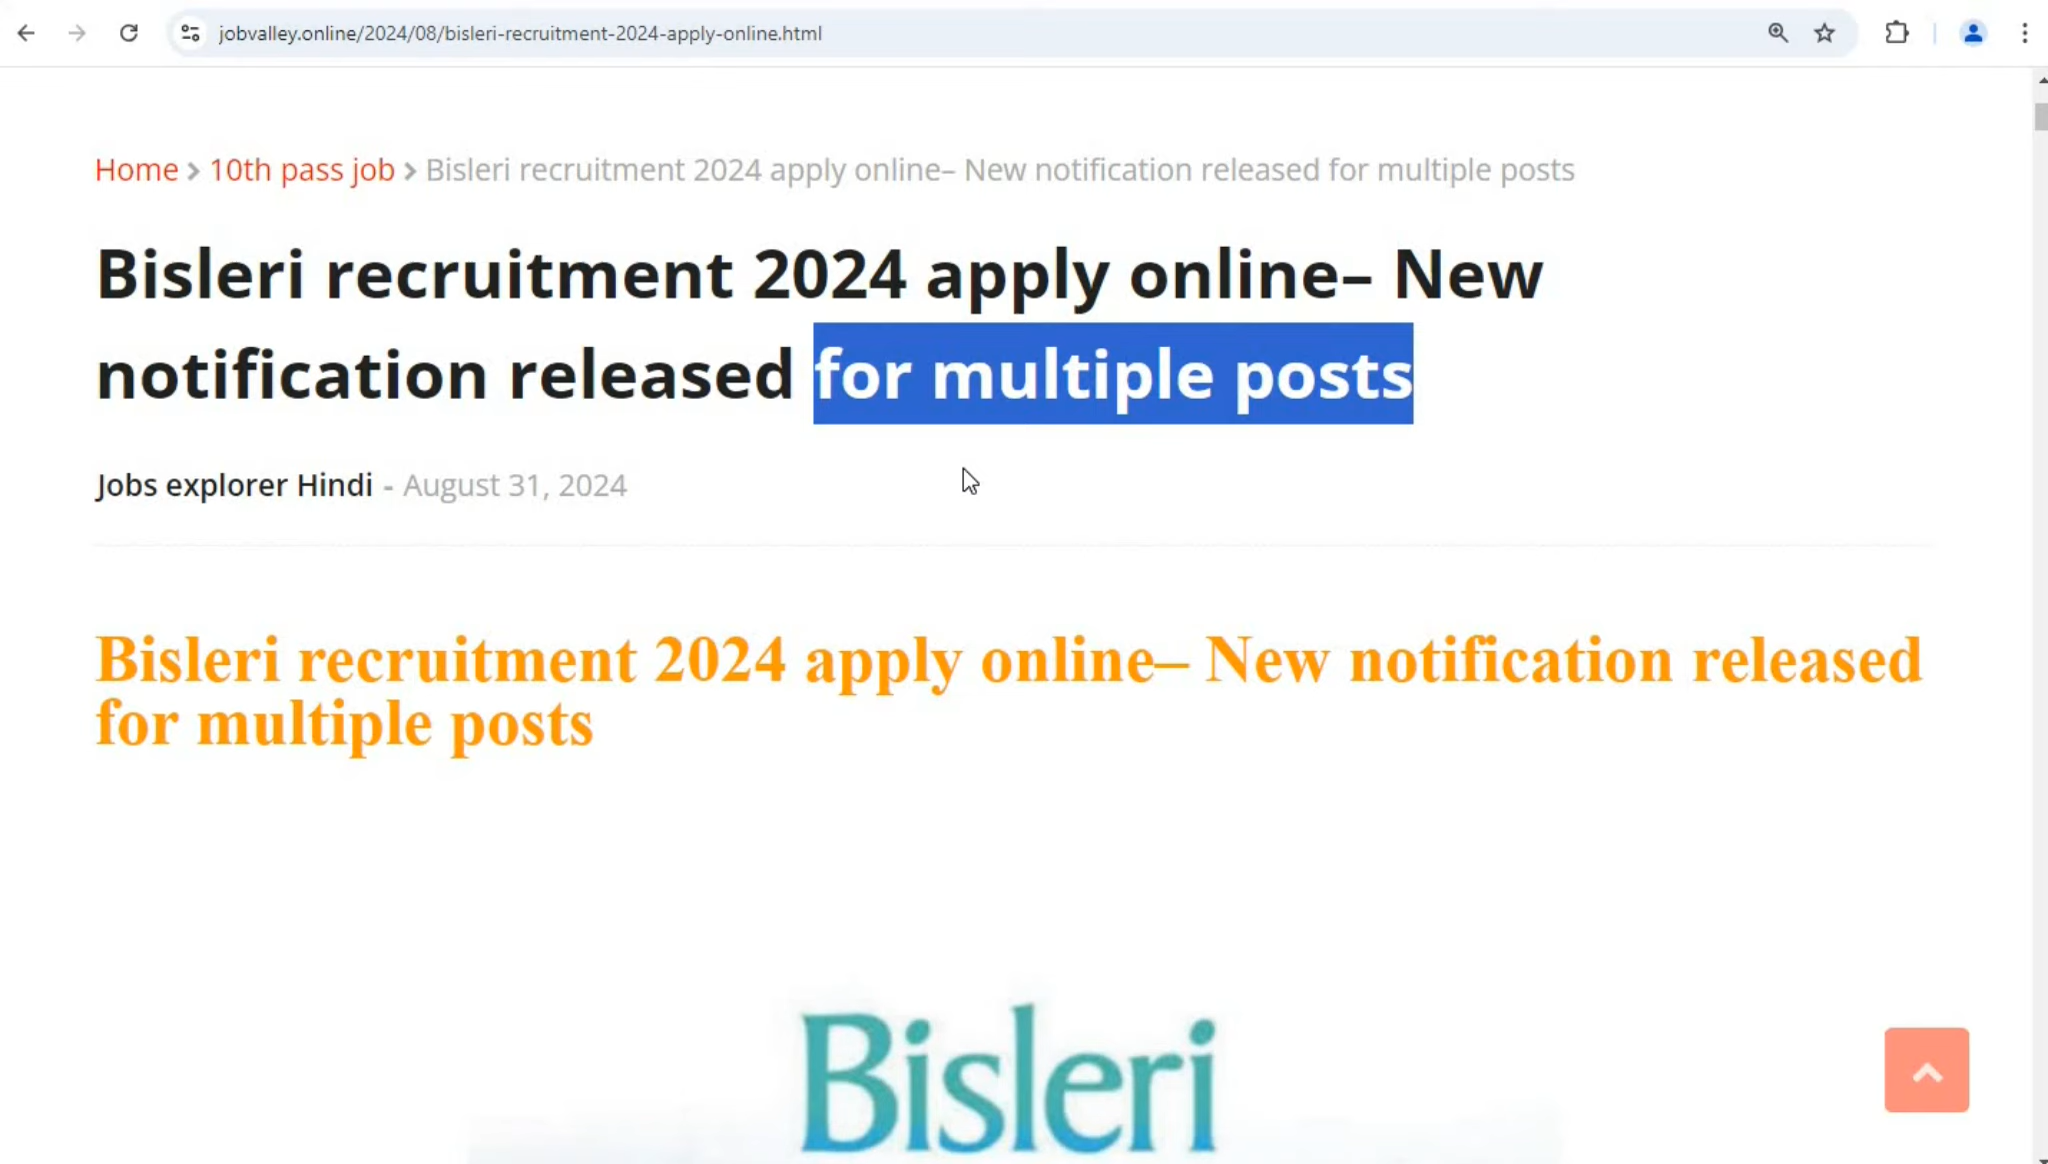 jobvalley.online/2024/08/bisleri-recruitment-2024-apply-online.html
Home > 10th pass job > Bisleri recruitment 2024 apply online– New notification released for multiple posts
Bisleri recruitment 2024 apply online– New
notification released for multiple posts
Jobs explorer Hindi - August 31, 2024
Bisleri recruitment 2024 apply online– New notification released
for multiple posts
Bisleri